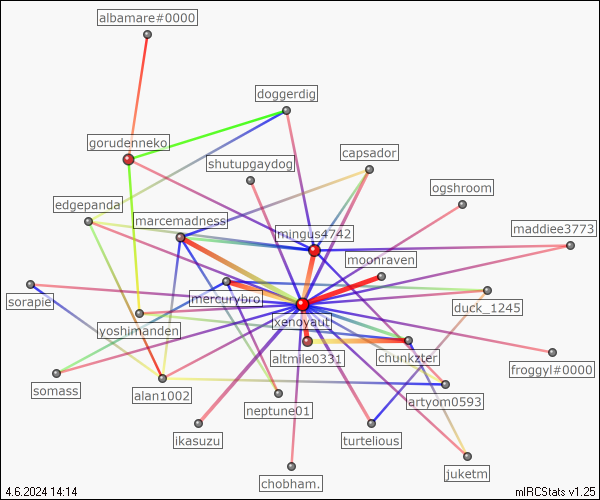 albamare#0000
doggerdig
gorudenneko
capsador
shutupgaydog
ogshroom
edgepanda
marcemadness
mingus4742
maddiee3773
moonraven
sorapie
mercurybro
duck_1245
xenoyaut
yoshimanden
altmile0331
chunkzter
froggyl#0000
somass
alan1002
artyom0593
neptune01
ikasuzu
turtelious
juketm
chobham.
4.6.2024 14:14
mIRCStats v1.25